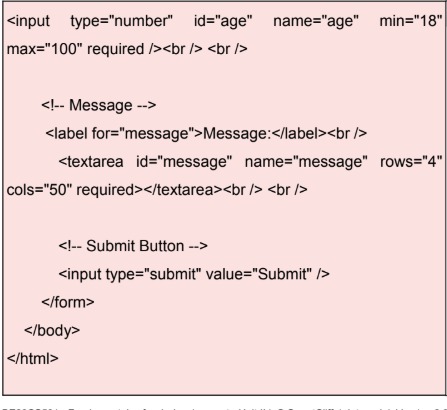 <input type="number" id="age" name="age" min="18"
max="100" required /><br /> <br />
<!-- Message -->
<label for="message">Message:</label><br />
<textarea id="message" name="message" rows="4"
cols="50" required></textarea><br /> <br />
<!-- Submit Button -->
<input type="submit" value="Submit" />
</form>
</body>
</html>